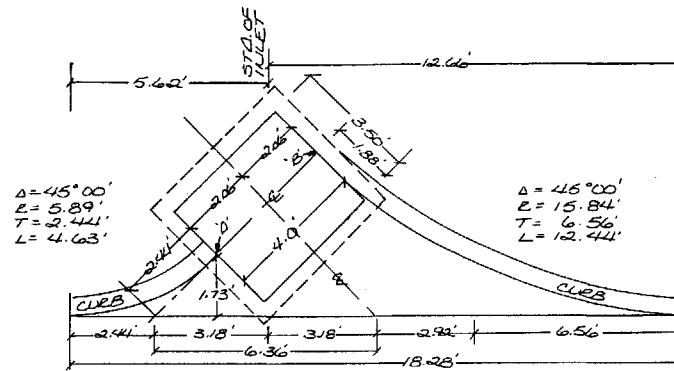 STA. OF
INLET
5.62'
12.66'
3.50'
1.88'
2.06'
2.06'
'B'
℄
4.0'
'A'
2.44'
1.73'
℄
Δ=45°00'
R=5.89'
T=2.44'
L=4.63'
Δ=45°00'
R=15.84'
T=6.56'
L=12.44'
CURB
CURB
2.44'
3.18'
3.18'
2.92'
6.56'
6.36'
18.28'